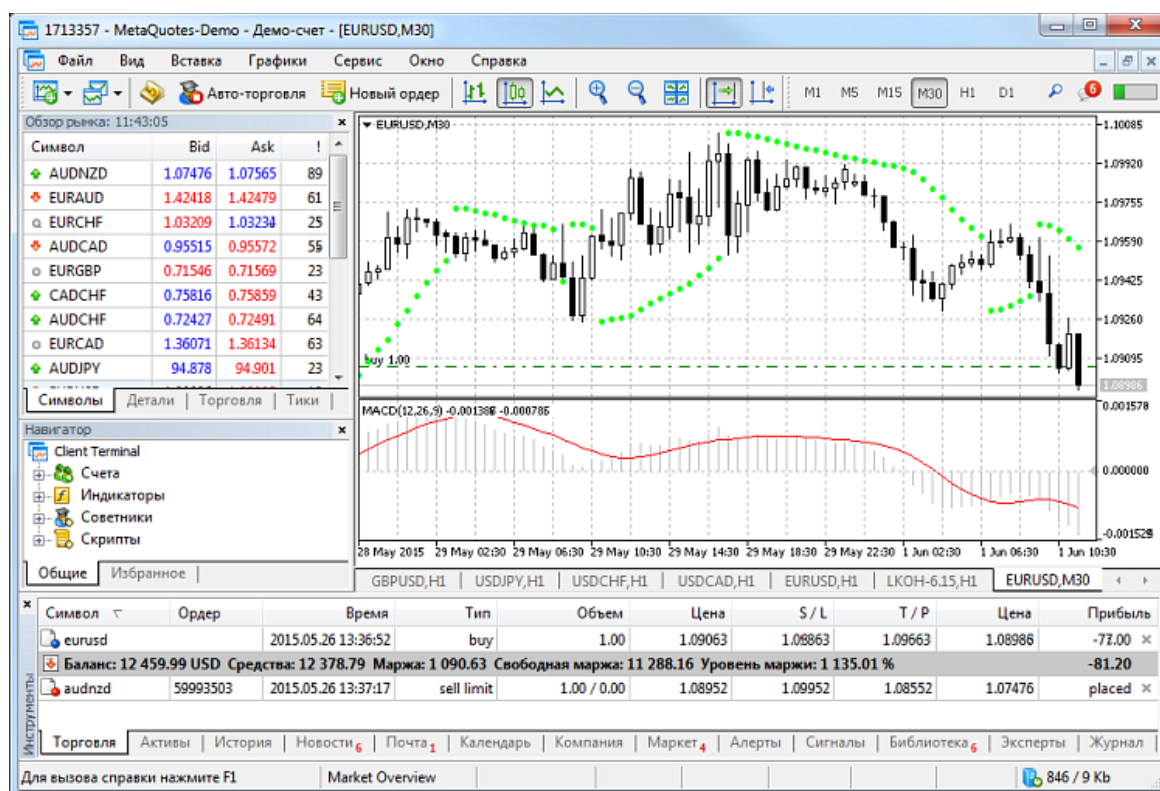 1713357 - MetaQuotes-Demo - Демо-счет - [EURUSD,M30]
Файл Вид Вставка Графики Сервис Окно Справка
Авто-торговля Новый ордер M1 M5 M15 M30 H1 D1 6
Обзор рынка: 11:43:05
Символ Bid Ask !
AUDNZD 1.07476 1.07565 89
EURAUD 1.42418 1.42479 61
EURCHF 1.03209 1.03234 25
AUDCAD 0.95515 0.95572
EURGBP 0.71546 0.71569 23
CADCHF 0.75816 0.75859 43
AUDCHF 0.72427 0.72491 64
EURCAD 1.36071 1.36134 63
AUDJPY 94.878 94.901 23
Символы Детали Торговля Тики
Навигатор
Client Terminal
Счета
Индикаторы
Советники
Скрипты
Общие Избранное
EURUSD,M30
1.10085
1.09920
1.09755
1.09590
1.09425
1.09260
1.09095
buy 1.00
1.08986
MACD(12,26,9)
0.001578
0.000000
28 May 2015 29 May 02:30 29 May 06:30 29 May 10:30 29 May 14:30 29 May 18:30 29 May 22:30 1 Jun 02:30 1 Jun 06:30 1 Jun 10:30
GBPUSD,H1 USDJPY,H1 USDCHF,H1 USDCAD,H1 EURUSD,H1 LKOH-6.15,H1 EURUSD,M30
Инструменты
Символ Ордер Время Тип Объем Цена S / L T / P Цена Прибыль
eurusd 2015.05.26 13:36:52 buy 1.00 1.09063 1.08863 1.09663 1.08986 -77.00
Баланс: 12 459.99 USD Средства: 12 378.79 Маржа: 1 090.63 Свободная маржа: 11 288.16 Уровень маржи: 1 135.01 % -81.20
audnzd 59993503 2015.05.26 13:37:17 sell limit 1.00 / 0.00 1.08952 1.09952 1.08552 1.07476 placed
Торговля Активы История Новости 6 Почта 1 Календарь Компания Маркет 4 Алерты Сигналы Библиотека 6 Эксперты Журнал
Для вызова справки нажмите F1 Market Overview 846 / 9 Kb